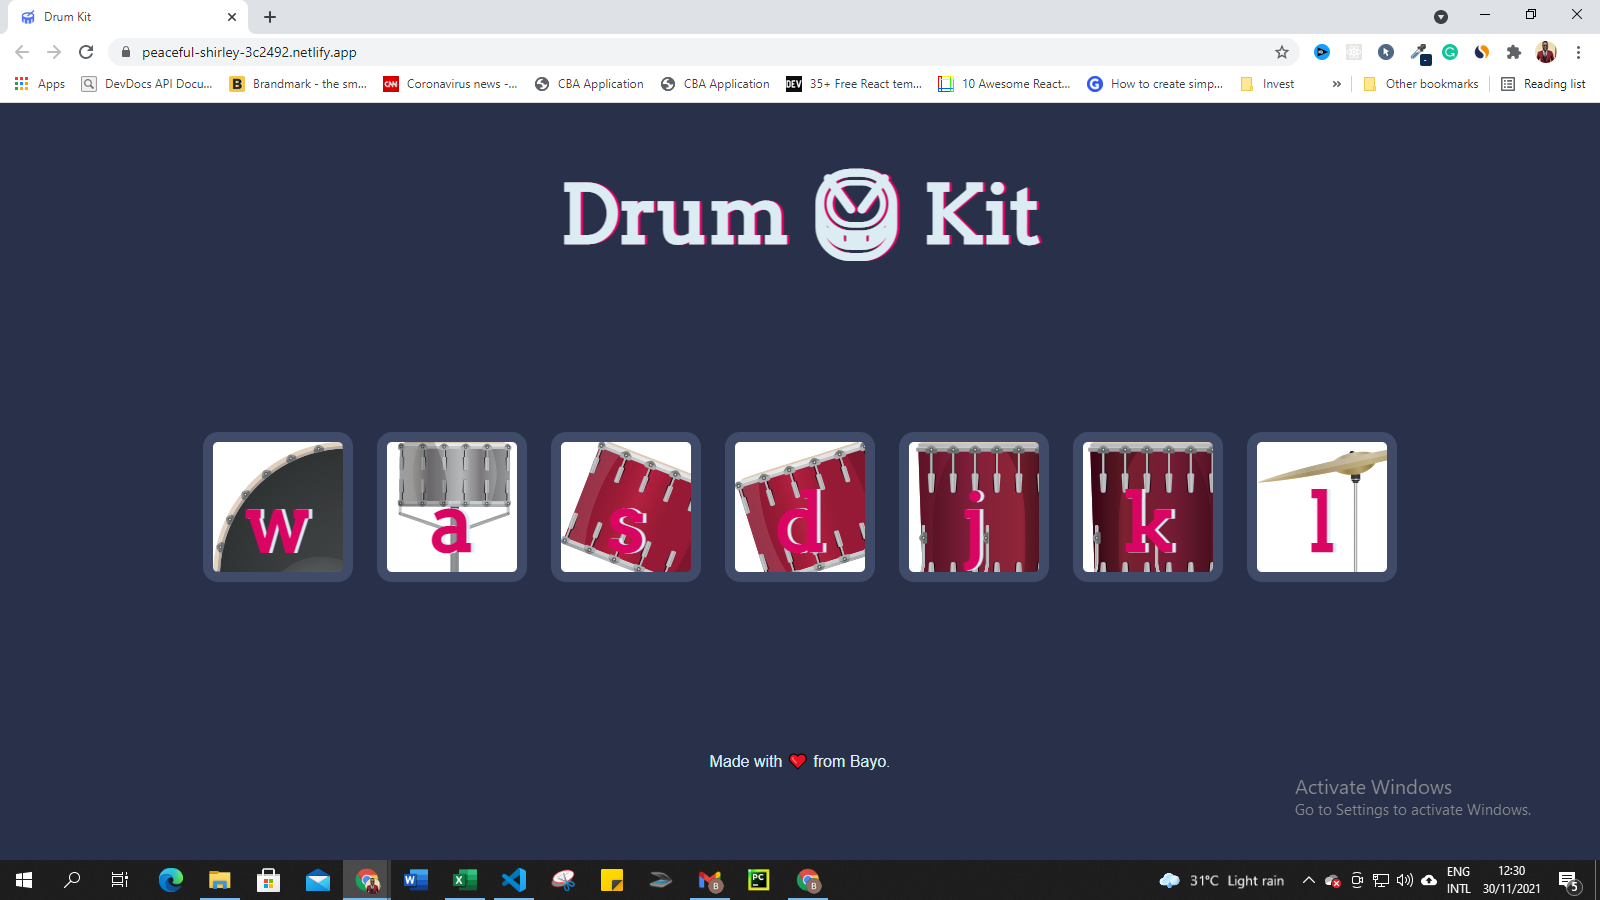 Drum Kit
peaceful-shirley-3c2492.netlify.app
Apps
DevDocs API Docu...
Brandmark - the sm...
CNN
Coronavirus news -...
CBA Application
CBA Application
DEV
35+ Free React tem...
10 Awesome React...
How to create simp...
Invest
»
Other bookmarks
Reading list
Drum Kit
w
a
s
d
j
k
l
Made with ❤ from Bayo.
Activate Windows
Go to Settings to activate Windows.
31°C Light rain
ENG
INTL
12:30
30/11/2021
5